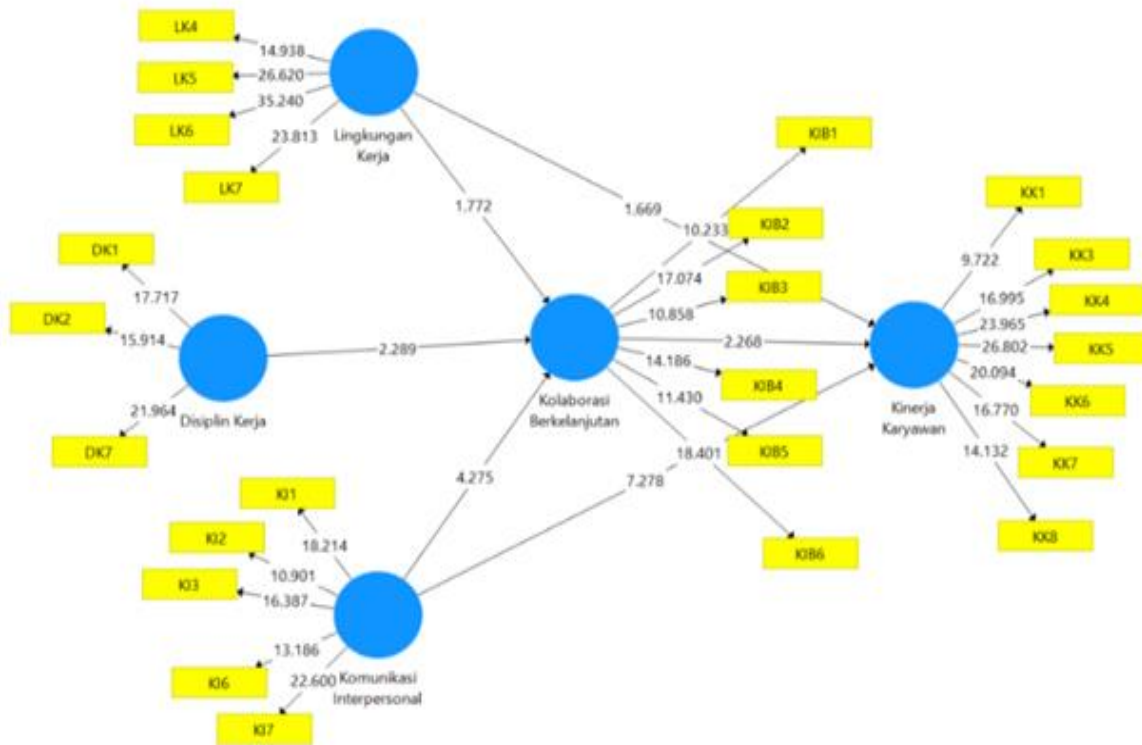 LK4
14.938
LK5
26.620
LK6
35.240
LK7
23.813
Lingkungan
Kerja
KIB1
1.772
1.669
10.233
KIB2
17.074
KIB3
10.858
KK1
9.722
KK3
16.995
KK4
23.965
KK5
26.802
KK6
20.094
KK7
16.770
KK8
14.132
DK1
17.717
DK2
15.914
DK7
21.964
Disiplin Kerja
2.289
Kolaborasi
Berkelanjutan
2.268
14.186
KIB4
11.430
KIB5
18.401
KIB6
Kinerja
Karyawan
4.275
7.278
KI1
18.214
KI2
10.901
KI3
16.387
KI6
13.186
KI7
22.600
Komunikasi
Interpersonal